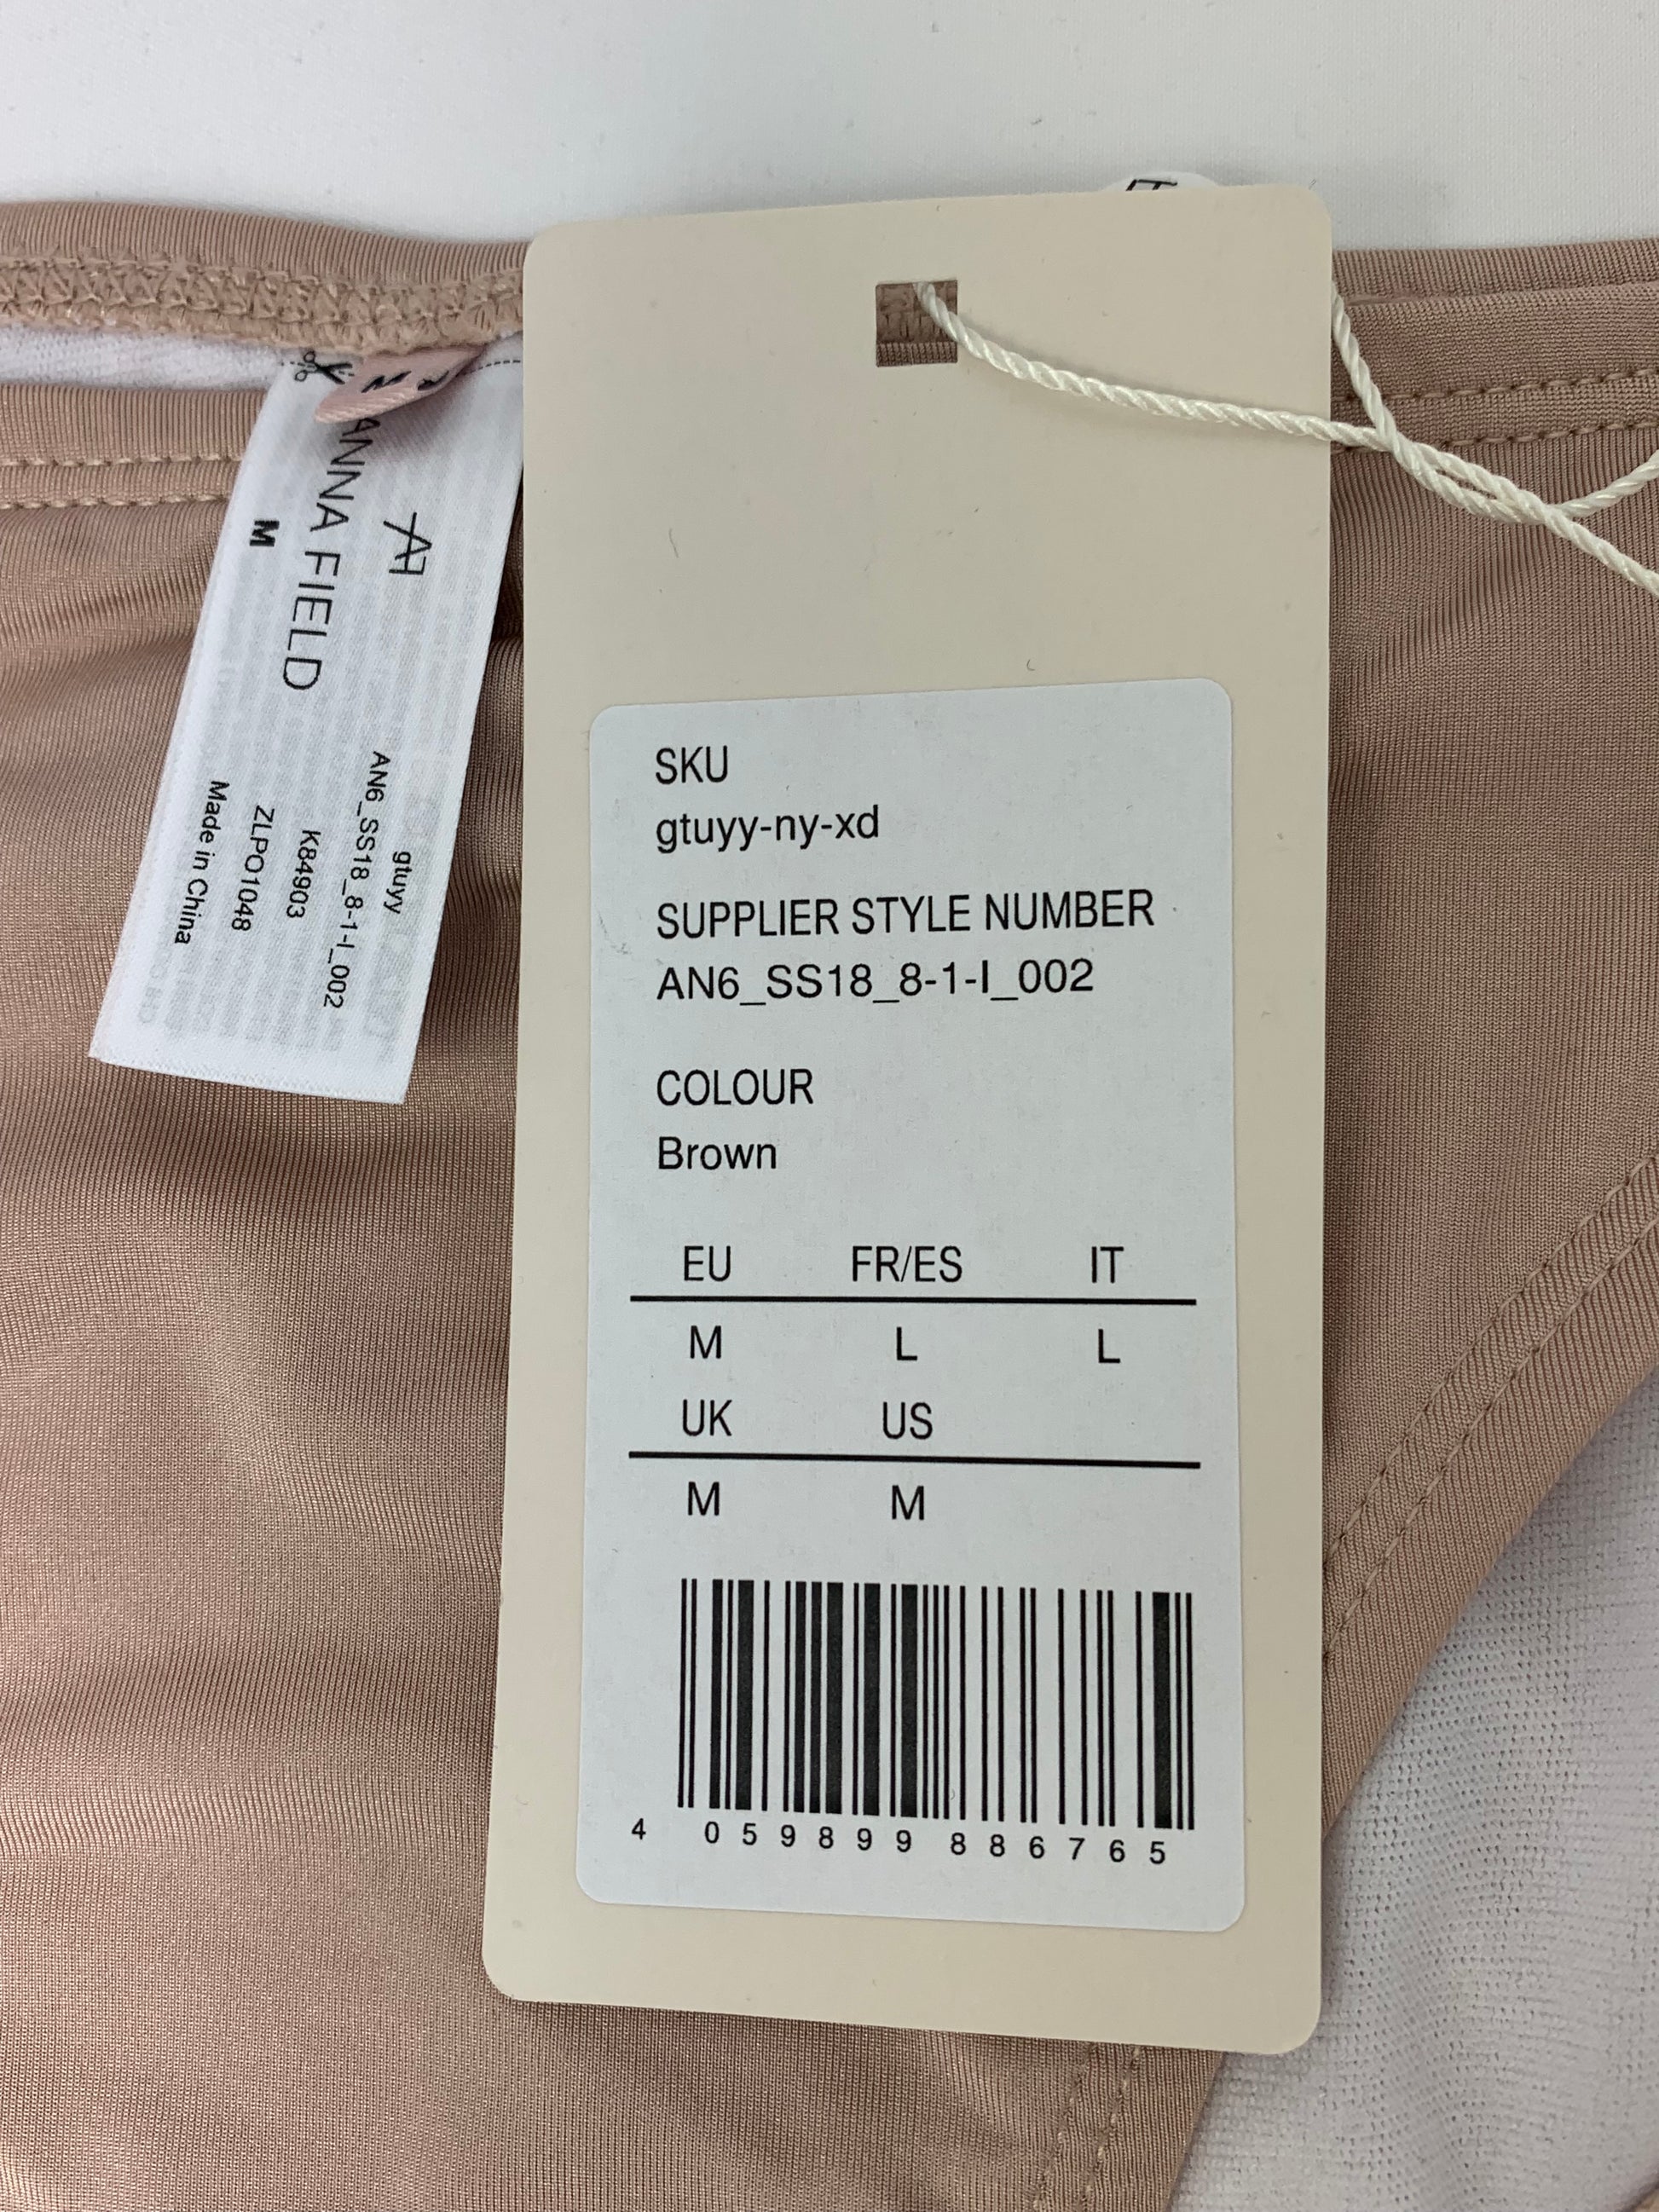 SKU
gtuyy-ny-xd
SUPPLIER STYLE NUMBER
AN6_SS18_8-1-I_002
COLOUR
Brown
EU FR/ES IT
M L L
UK US
M M
4 059899 886765
ANNA FIELD
M
gtuyy
AN6_SS18_8-1-I_002
K84903
ZLPO1048
Made in China